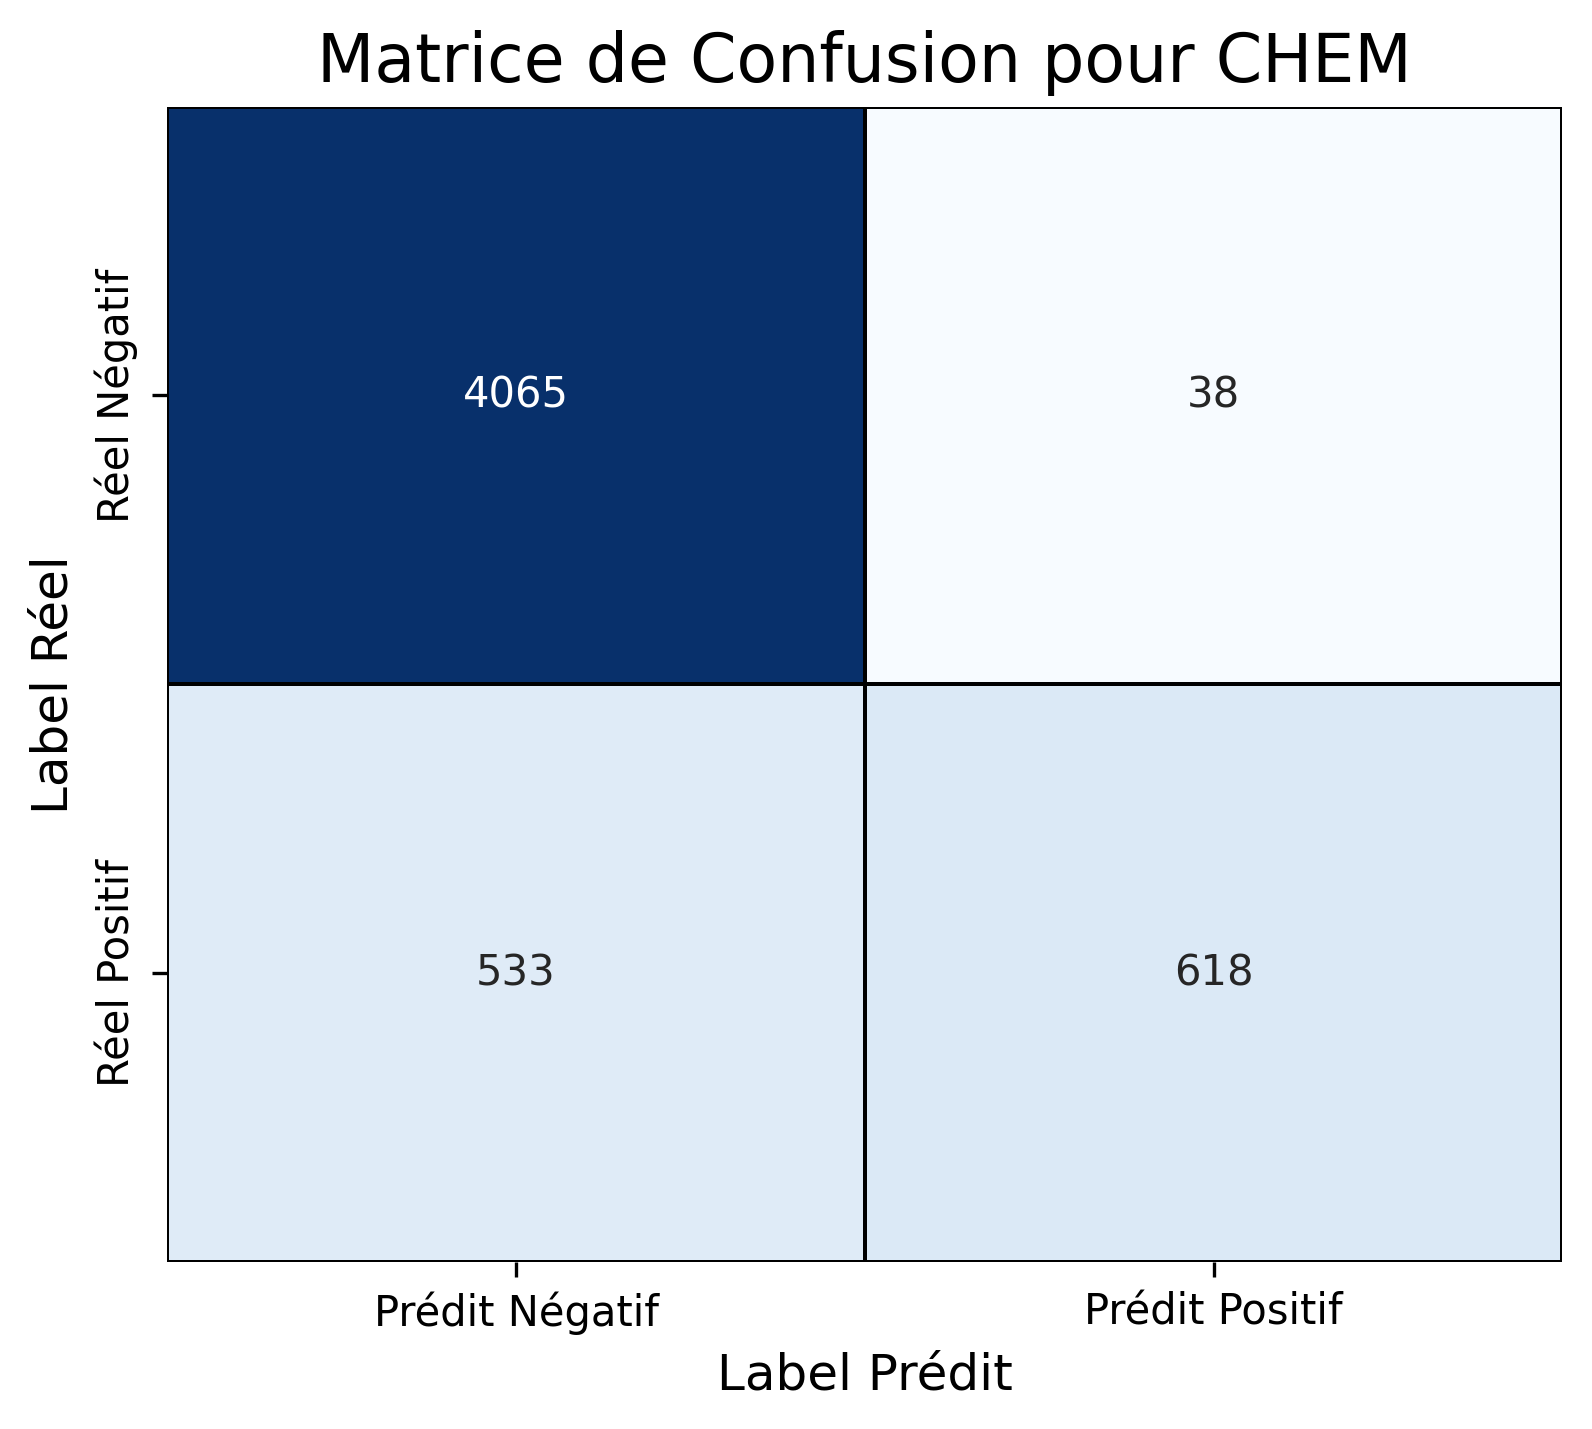 Matrice de Confusion pour CHEM
Label Réel
Réel Négatif
4065
38
Réel Positif
533
618
Prédit Négatif
Prédit Positif
Label Prédit